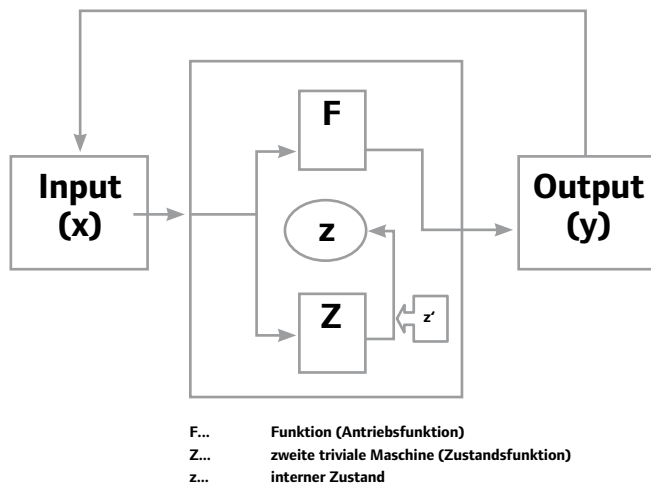 Input
(x)
F
z
Z
z‘
Output
(y)
F... Funktion (Antriebsfunktion)
Z... zweite triviale Maschine (Zustandsfunktion)
z... interner Zustand